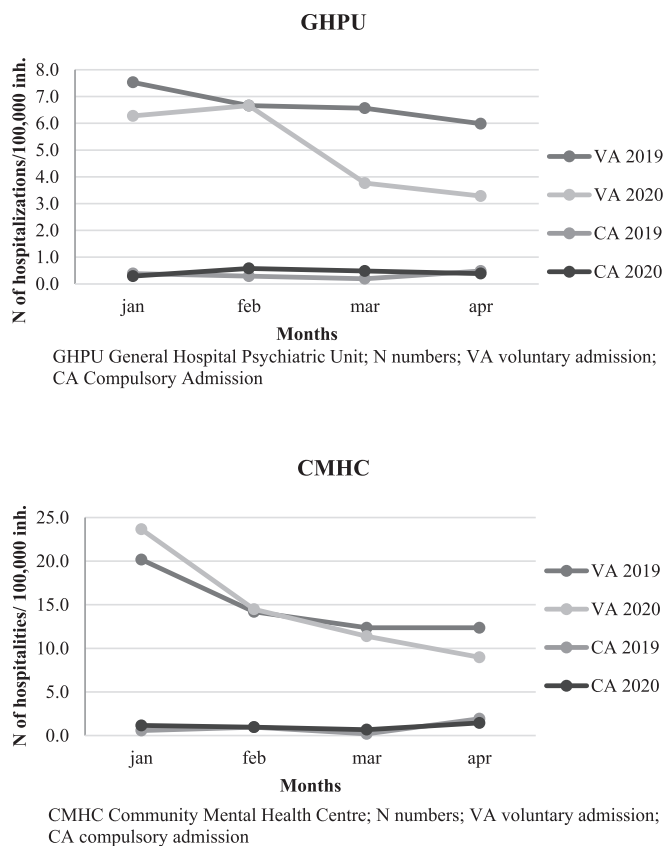 GHPU
N of hospitalizations/100,000 inh.
8.0
7.0
6.0
5.0
4.0
3.0
2.0
1.0
0.0
jan feb mar apr
Months
VA 2019
VA 2020
CA 2019
CA 2020
GHPU General Hospital Psychiatric Unit; N numbers; VA voluntary admission;
CA Compulsory Admission
CMHC
N of hospitalities/ 100,000 inh.
25.0
20.0
15.0
10.0
5.0
0.0
jan feb mar apr
Months
VA 2019
VA 2020
CA 2019
CA 2020
CMHC Community Mental Health Centre; N numbers; VA voluntary admission;
CA compulsory admission